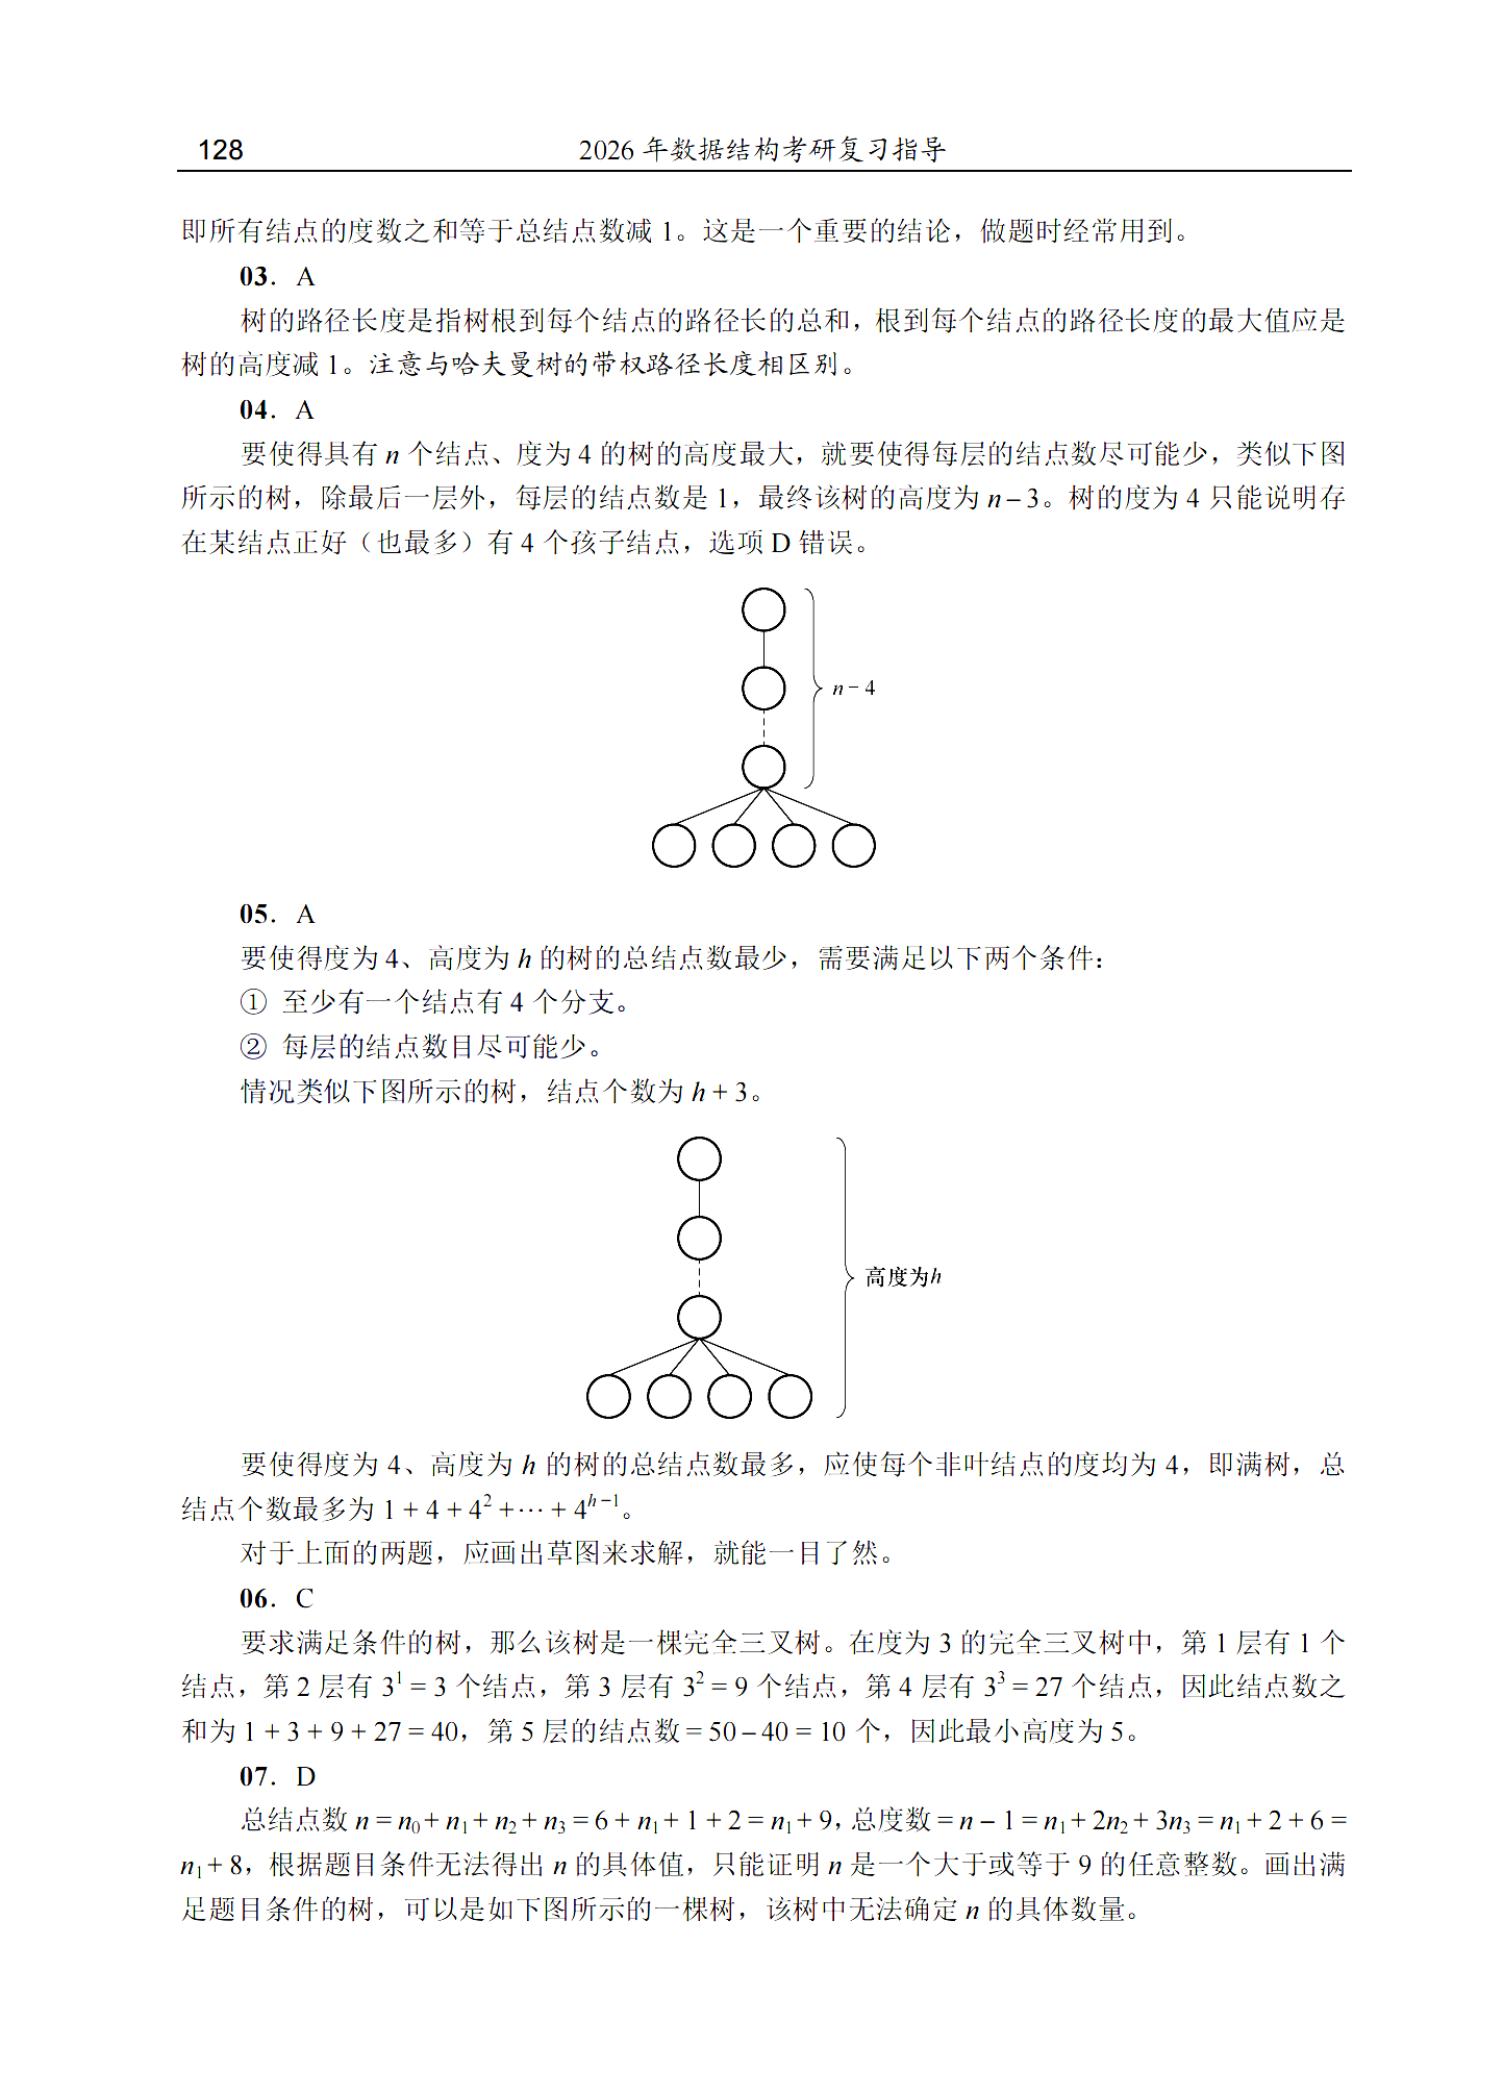 128 2026 年数据结构考研复习指导
即所有结点的度数之和等于总结点数减 1。这是一个重要的结论，做题时经常用到。
03．A
树的路径长度是指树根到每个结点的路径长的总和，根到每个结点的路径长度的最大值应是
树的高度减 1。注意与哈夫曼树的带权路径长度相区别。
04．A
要使得具有 n 个结点、度为 4 的树的高度最大，就要使得每层的结点数尽可能少，类似下图
所示的树，除最后一层外，每层的结点数是 1，最终该树的高度为 n − 3。树的度为 4 只能说明存
在某结点正好（也最多）有 4 个孩子结点，选项 D 错误。
n − 4
05．A
要使得度为 4、高度为 h 的树的总结点数最少，需要满足以下两个条件：
① 至少有一个结点有 4 个分支。
② 每层的结点数目尽可能少。
情况类似下图所示的树，结点个数为 h + 3。
高度为h
要使得度为 4、高度为 h 的树的总结点数最多，应使每个非叶结点的度均为 4，即满树，总
结点个数最多为 1 + 4 + 4² +⋯ + 4ʰ⁻¹。
对于上面的两题，应画出草图来求解，就能一目了然。
06．C
要求满足条件的树，那么该树是一棵完全三叉树。在度为 3 的完全三叉树中，第 1 层有 1 个
结点，第 2 层有 3¹ = 3 个结点，第 3 层有 3² = 9 个结点，第 4 层有 3³ = 27 个结点，因此结点数之
和为 1 + 3 + 9 + 27 = 40，第 5 层的结点数 = 50 − 40 = 10 个，因此最小高度为 5。
07．D
总结点数 n = n₀ + n₁ + n₂ + n₃ = 6 + n₁ + 1 + 2 = n₁ + 9，总度数 = n − 1 = n₁ + 2n₂ + 3n₃ = n₁ + 2 + 6 =
n₁ + 8，根据题目条件无法得出 n 的具体值，只能证明 n 是一个大于或等于 9 的任意整数。画出满
足题目条件的树，可以是如下图所示的一棵树，该树中无法确定 n 的具体数量。